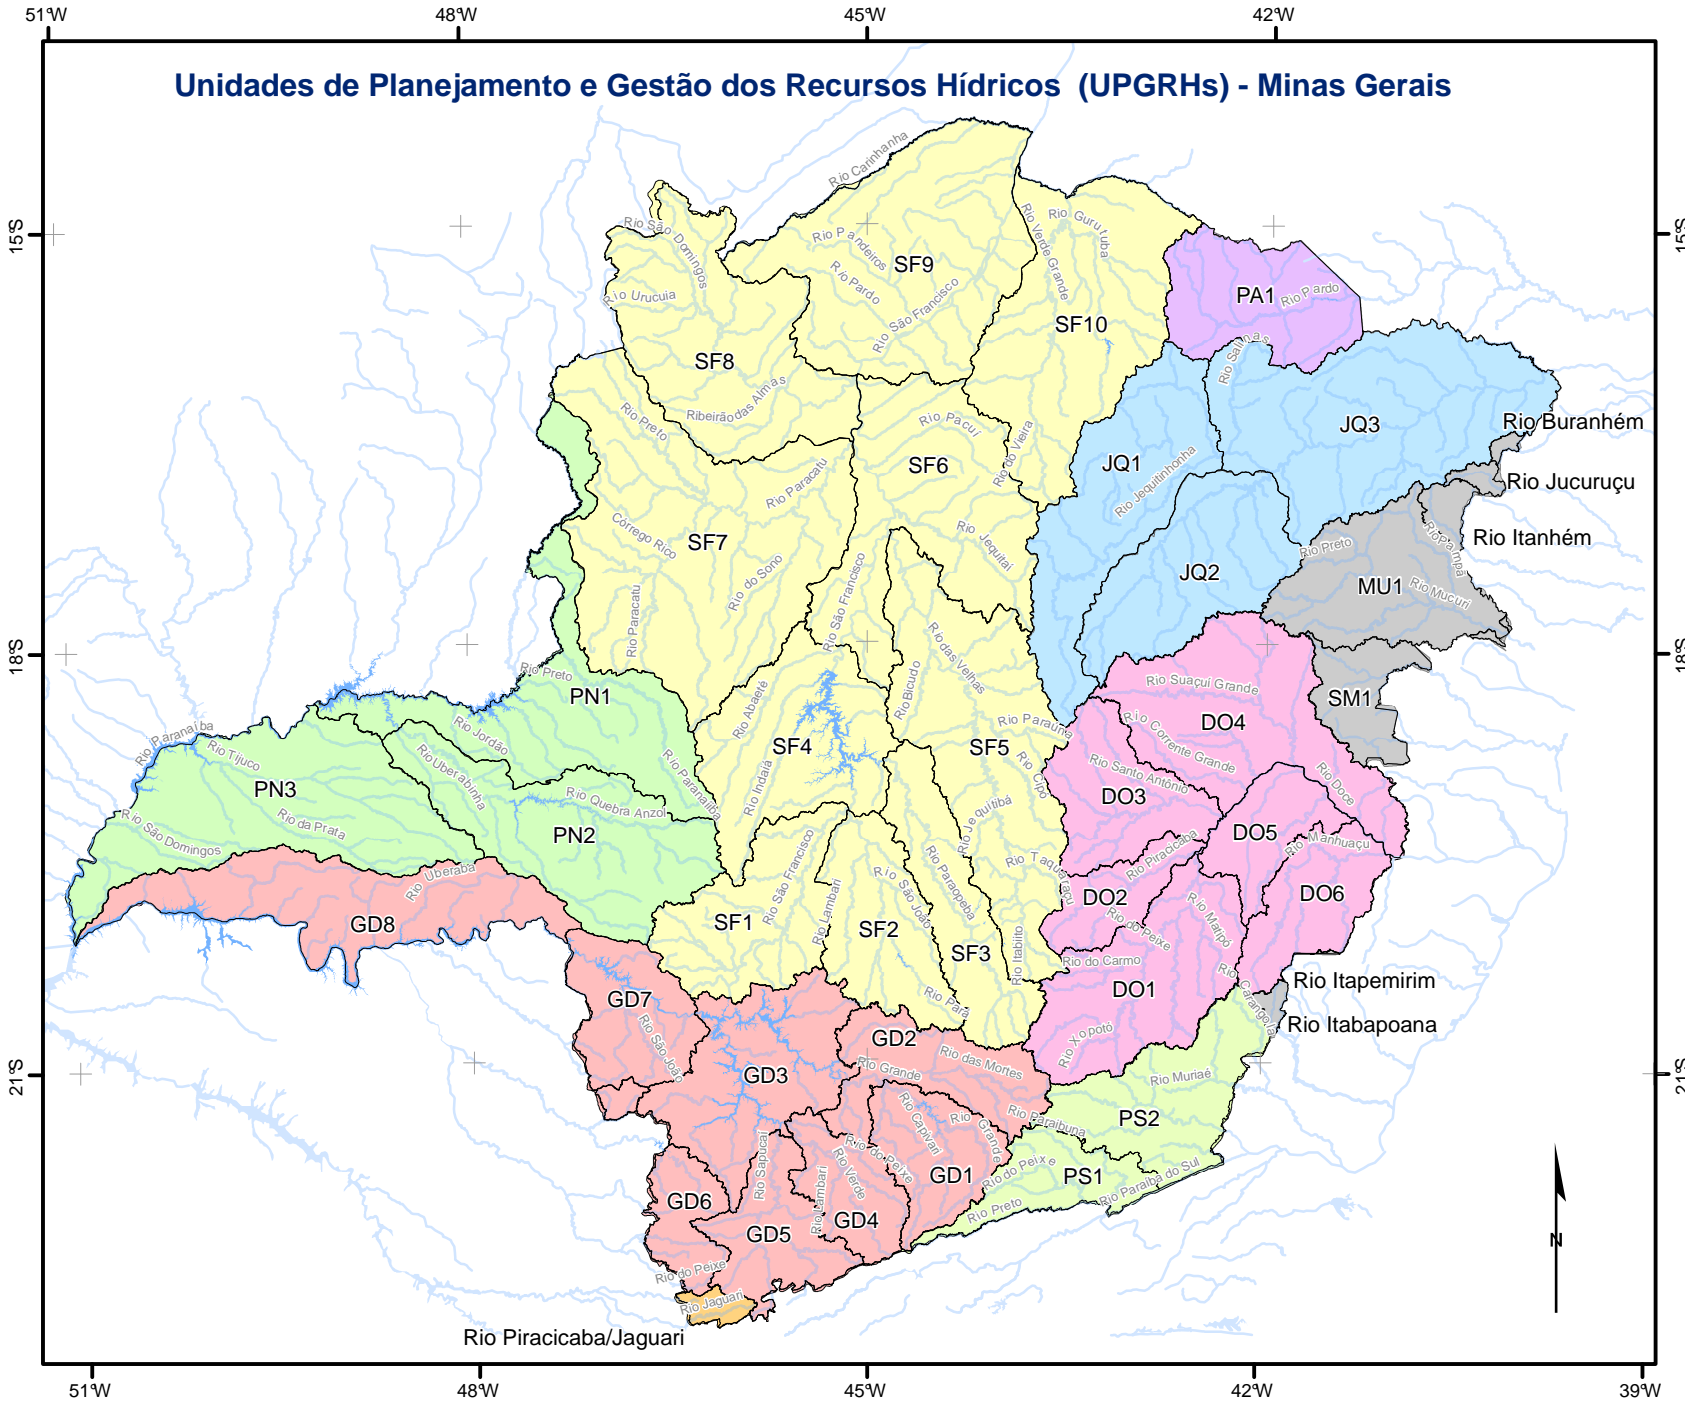 51°W 48°W 45°W 42°W
Unidades de Planejamento e Gestão dos Recursos Hídricos (UPGRHs) - Minas Gerais
Rio Carinhanha
15°S
15°S
Rio São Domingos
Rio Pandeiros
Rio Verde Grande
Rio Gurutuba
SF9
Rio Urucuia
Rio Pardo
Rio São Francisco
PA1
Rio Pardo
SF10
SF8
Rio Salinas
Ribeirão das Almas
Rio Preto
Rio Pacuí
Rio do Vieira
JQ3
Rio Buranhém
SF6
JQ1
Rio Paracatu
Rio Jequitinhonha
Rio Jucuruçu
Córrego Rico
SF7
Rio Jequitaí
Rio Preto
Rio Pampã
Rio Itanhém
Rio do Sono
Rio São Francisco
JQ2
MU1
Rio Mucuri
Rio Paracatu
Rio das Velhas
18°S
18°S
Rio Preto
PN1
Rio Abaeté
Rio Bicudo
Rio Suaçuí Grande
SM1
Rio Paranaíba
Rio Tijuco
Rio Jordão
Rio Uberabinha
SF4
SF5
Rio Paraúna
DO4
Rio Corrente Grande
PN3
Rio Indaiá
Rio Paranaíba
Rio Cipó
Rio Santo Antônio
DO3
Rio Doce
Rio Quebra Anzol
Rio São Domingos
Rio da Prata
PN2
Rio Jequitibá
DO5
Rio Manhuaçu
Rio São Francisco
Rio Piracicaba
Rio Uberaba
Rio Lambari
Rio São João
Rio Paraopeba
Rio Taquaraçu
DO2
DO6
GD8
SF1
SF2
SF3
Rio Itabiito
Rio do Peixe
Rio Matipó
Rio do Carmo
Rio Carangola
Rio Itapemirim
GD7
Rio Pará
DO1
Rio Itabapoana
Rio São João
GD2
Rio Xopotó
21°S
21°S
GD3
Rio Grande
Rio das Mortes
Rio Muriaé
Rio Capivari
Rio Grande
Rio Paraibuna
PS2
Rio Sapucaí
Rio do Peixe
Rio Verde
GD1
Rio do Peixe
PS1
Rio Paraíba do Sul
GD6
Rio Lambari
GD4
Rio Preto
GD5
Rio do Peixe
N
Rio Jaguari
Rio Piracicaba/Jaguari
51°W 48°W 45°W 42°W 39°W